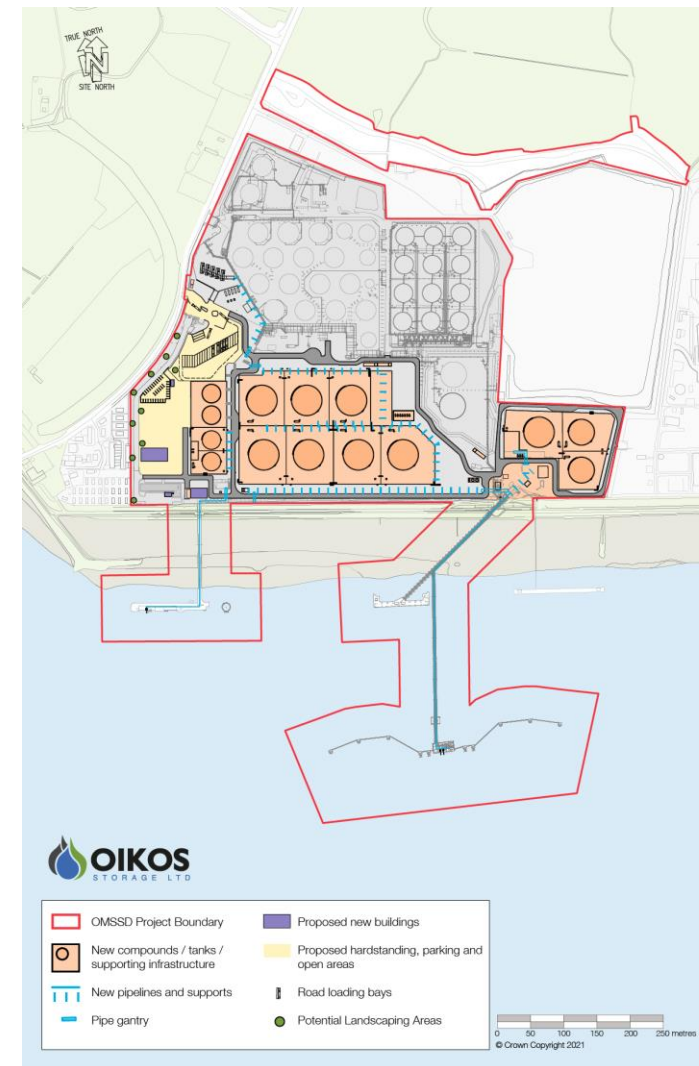 TRUE NORTH
N
SITE NORTH
OIKOS
STORAGE LTD
OMSSD Project Boundary
New compounds / tanks /
supporting infrastructure
New pipelines and supports
Pipe gantry
Proposed new buildings
Proposed hardstanding, parking and
open areas
Road loading bays
Potential Landscaping Areas
0 50 100 150 200 250 metres
© Crown Copyright 2021